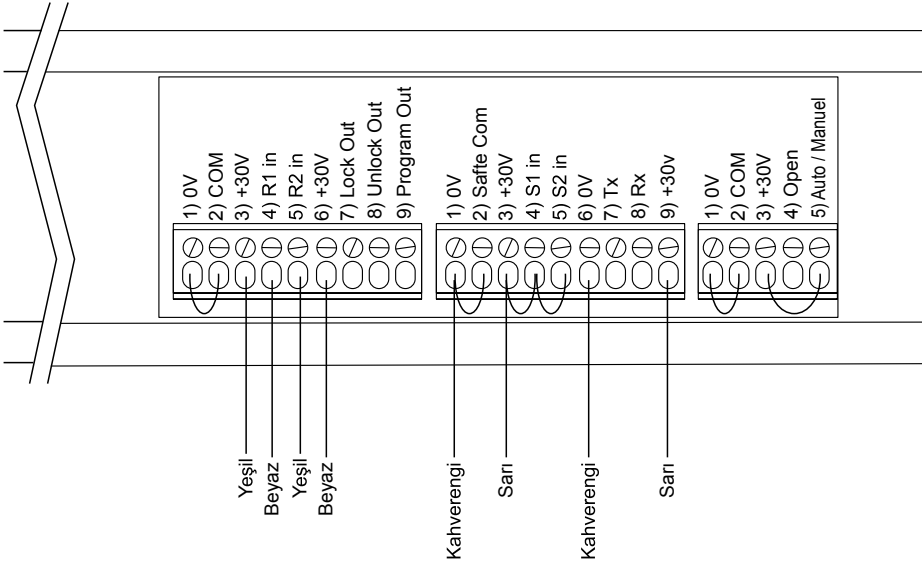 1) 0V
2) COM
3) +30V
4) R1 in
5) R2 in
6) +30V
7) Lock Out
8) Unlock Out
9) Program Out
1) 0V
2) Safte Com
3) +30V
4) S1 in
5) S2 in
6) 0V
7) Tx
8) Rx
9) +30v
1) 0V
2) COM
3) +30V
4) Open
5) Auto / Manuel
Yeşil
Beyaz
Yeşil
Beyaz
Kahverengi
Sarı
Kahverengi
Sarı